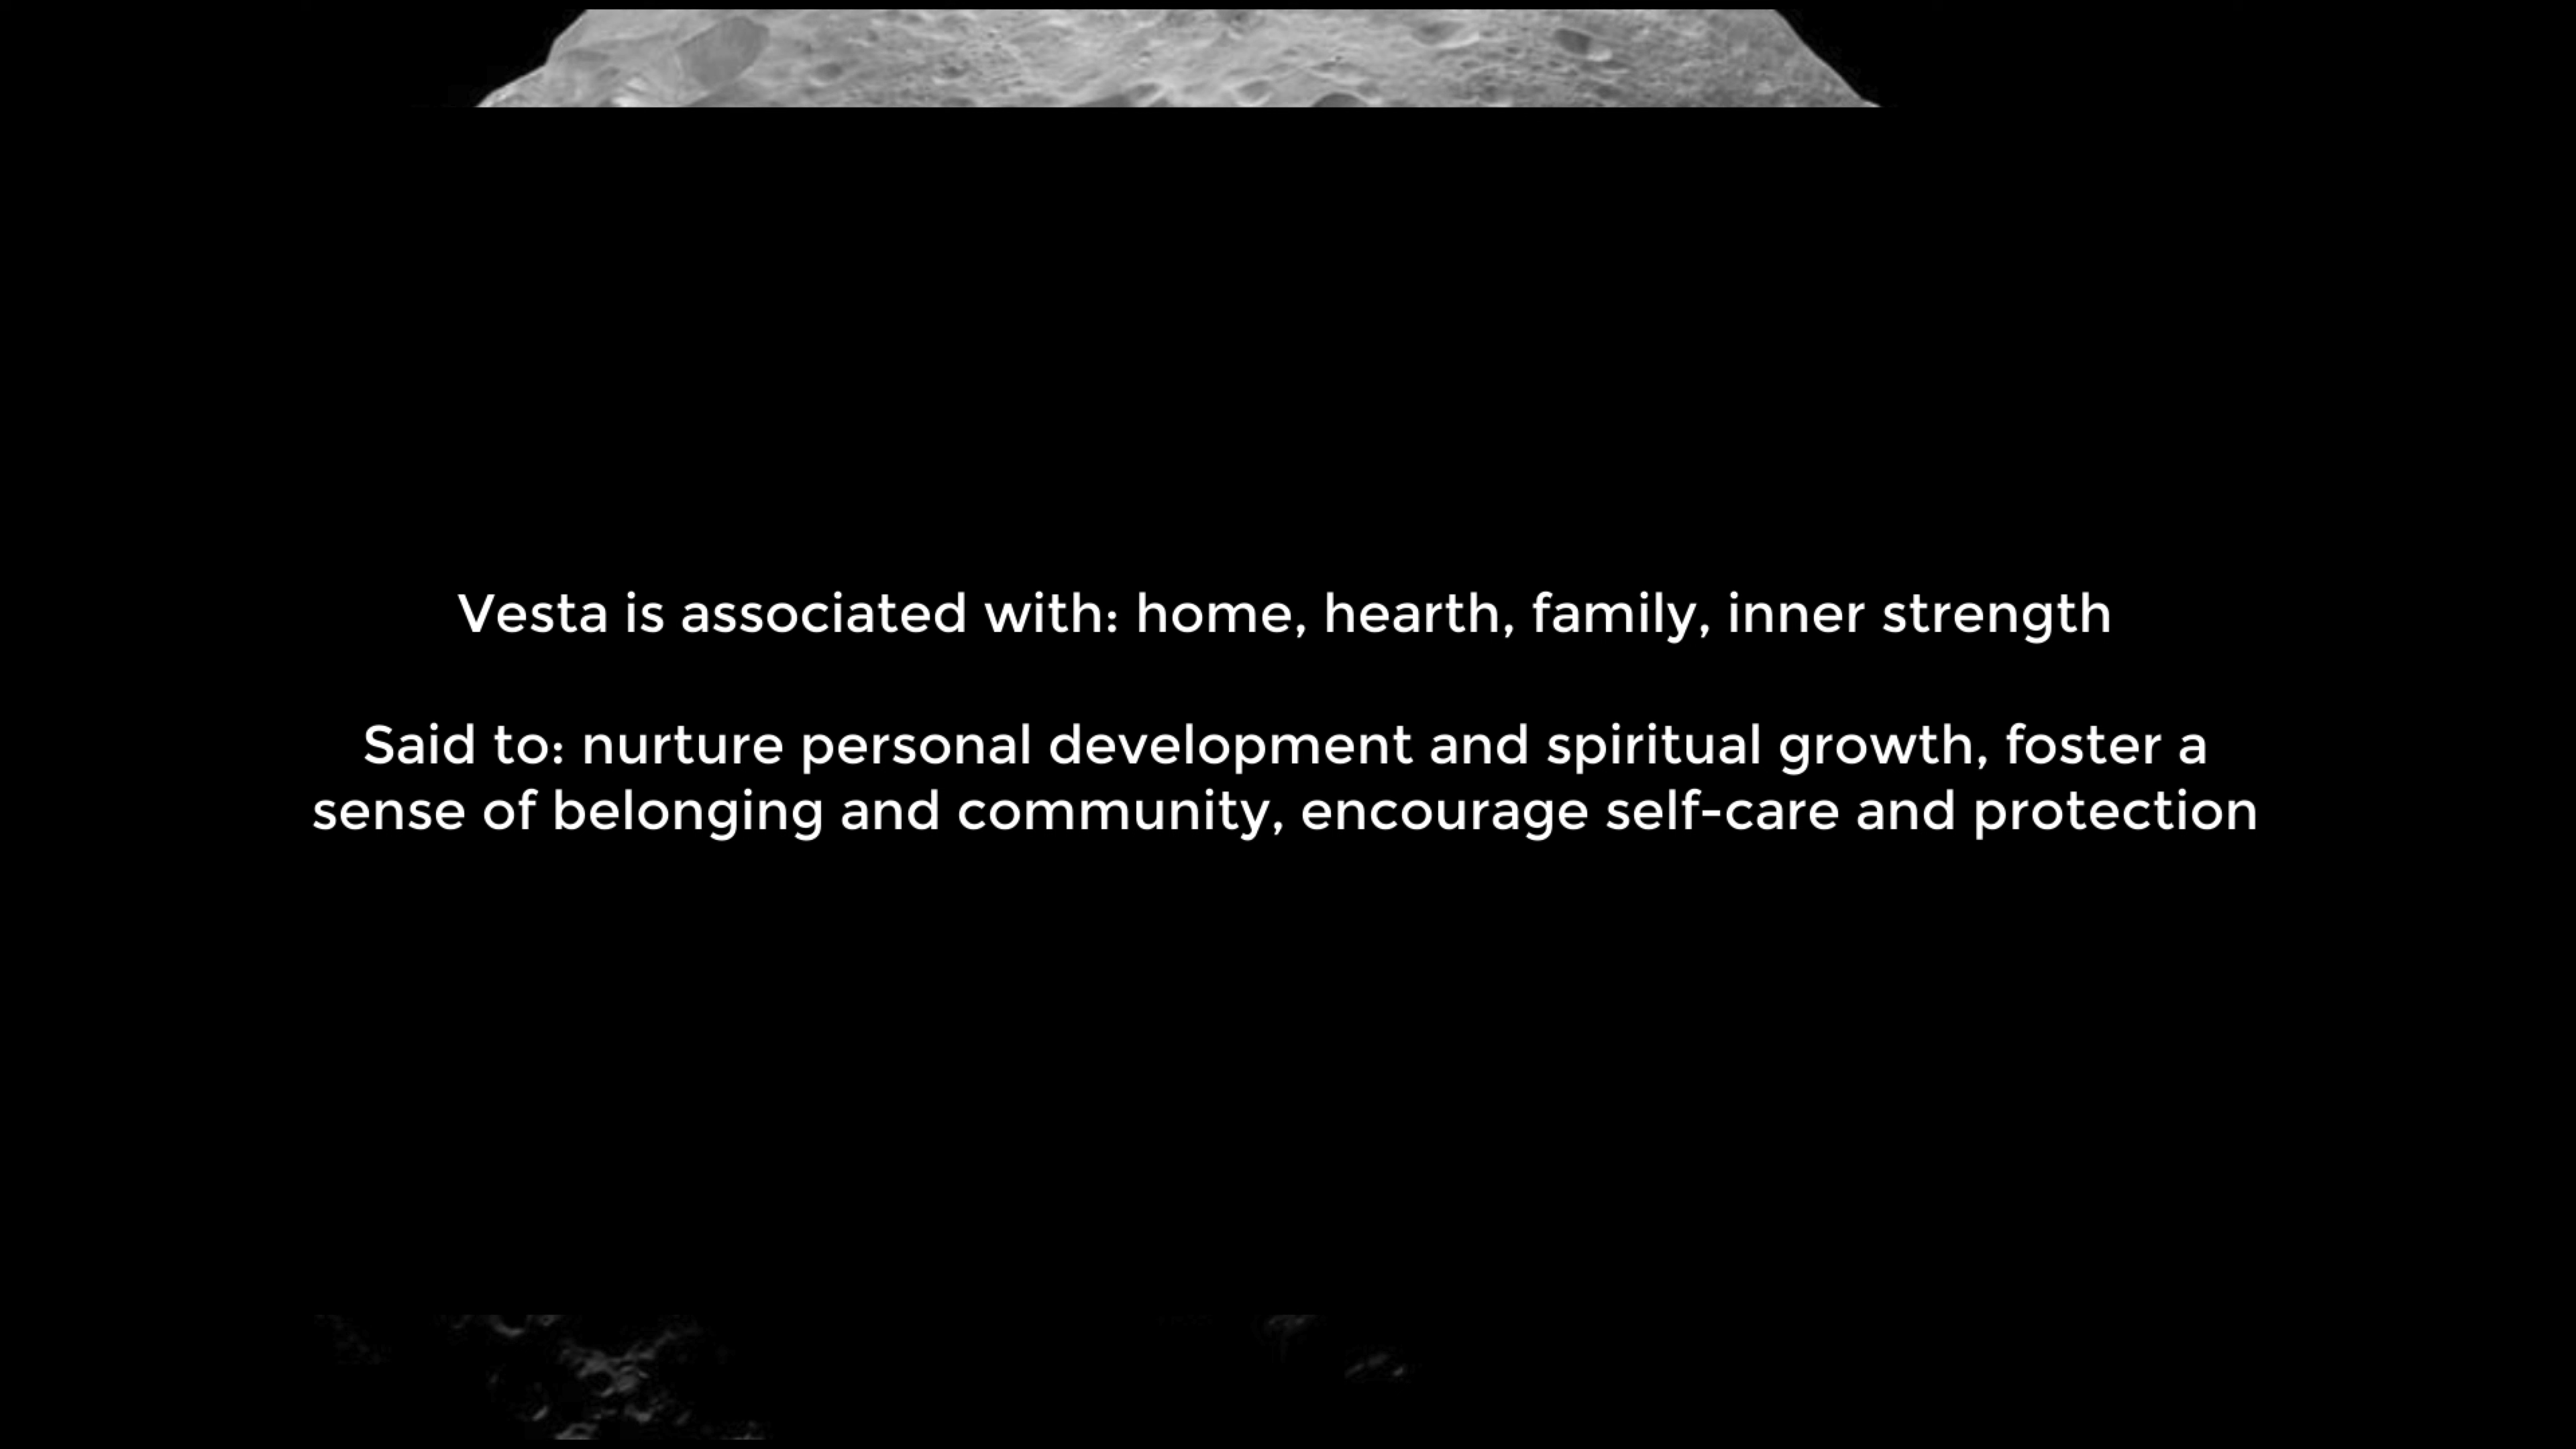 Vesta is associated with: home, hearth, family, inner strength
Said to: nurture personal development and spiritual growth, foster a
sense of belonging and community, encourage self-care and protection